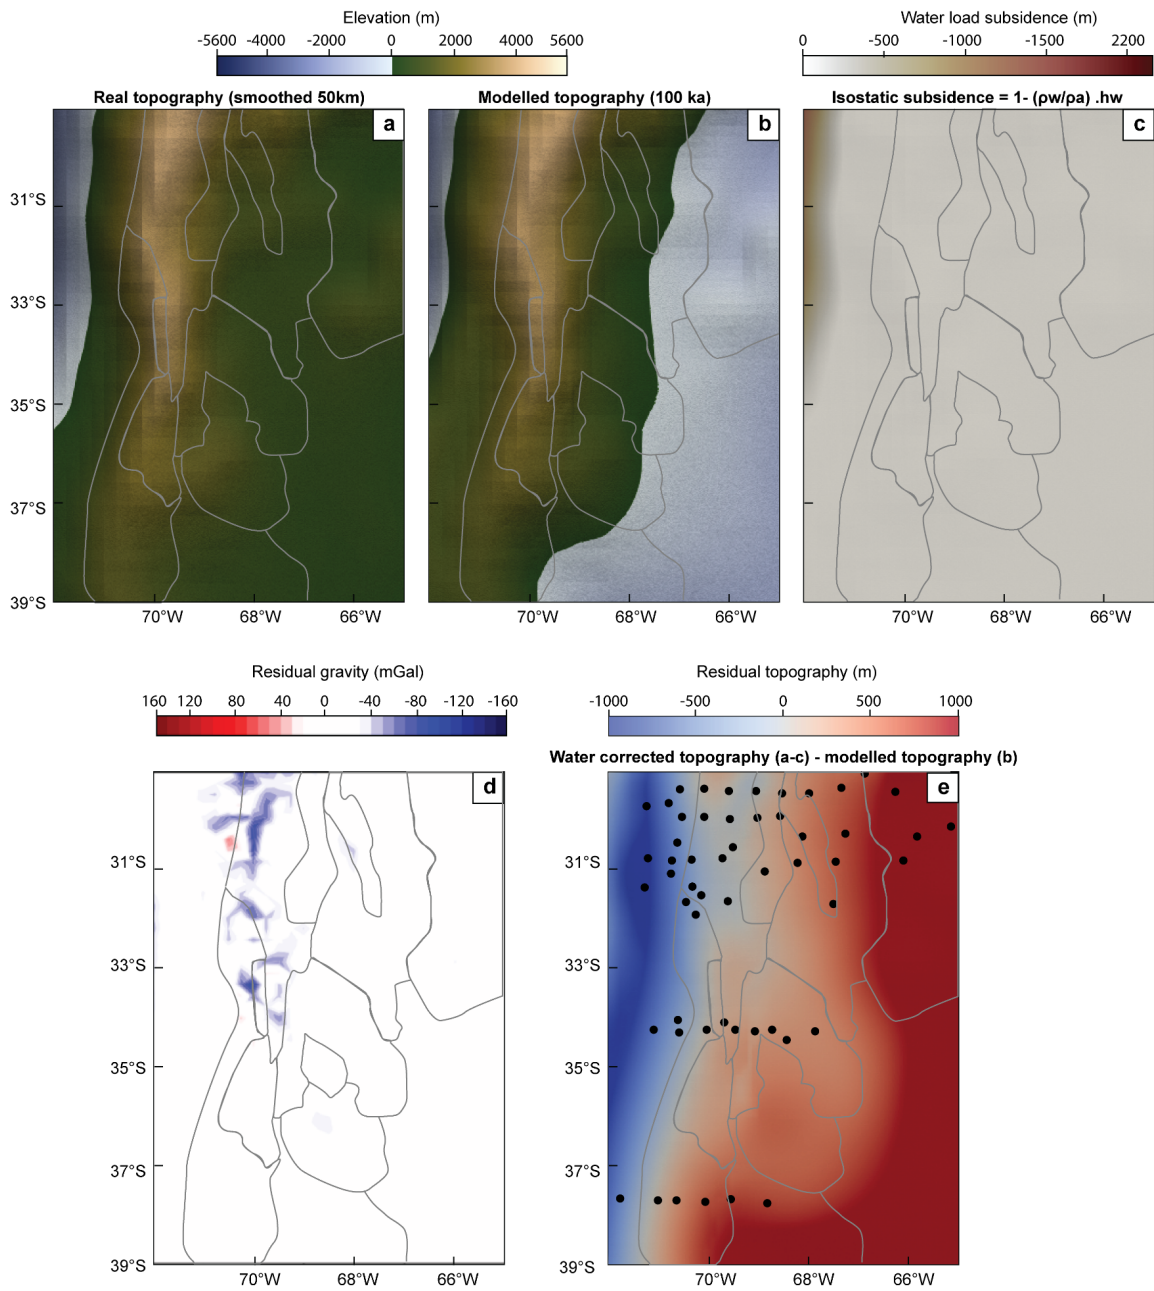 Elevation (m)
-5600 -4000 -2000 0 2000 4000 5600
Water load subsidence (m)
0 -500 -1000 -1500 2200
Real topography (smoothed 50km)
Modelled topography (100 ka)
Isostatic subsidence = 1- (ρw/ρa) .hw
a
b
c
31°S
33°S
35°S
37°S
39°S
70°W 68°W 66°W
70°W 68°W 66°W
70°W 68°W 66°W
Residual gravity (mGal)
160 120 80 40 0 -40 -80 -120 -160
Residual topography (m)
-1000 -500 0 500 1000
Water corrected topography (a-c) - modelled topography (b)
d
e
31°S
33°S
35°S
37°S
39°S
70°W 68°W 66°W
31°S
33°S
35°S
37°S
39°S
70°W 68°W 66°W